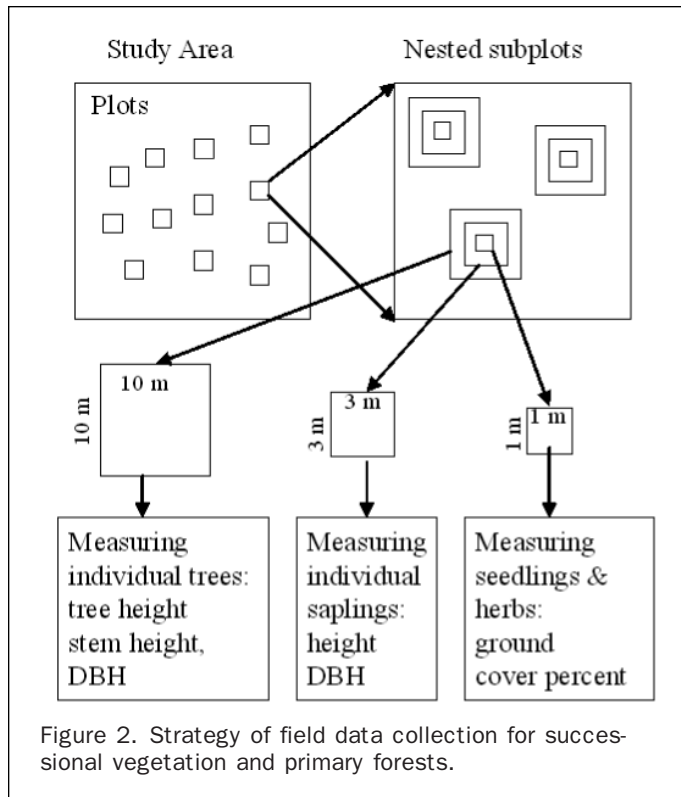 Study Area
Nested subplots
Plots
10 m
10 m
3 m
3 m
1 m
1 m
Measuring
individual trees:
tree height
stem height,
DBH
Measuring
individual
saplings:
height
DBH
Measuring
seedlings &
herbs:
ground
cover percent
Figure 2. Strategy of field data collection for succes-
sional vegetation and primary forests.